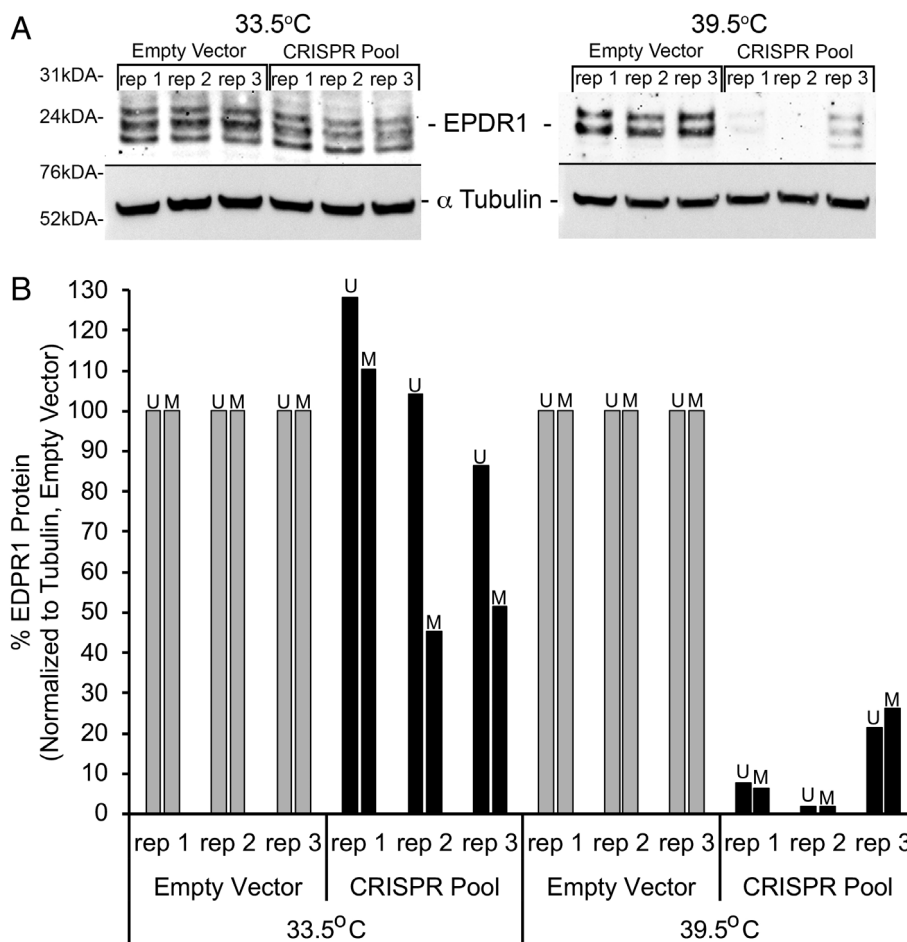 A
33.5°C
39.5°C
Empty Vector CRISPR Pool
Empty Vector CRISPR Pool
rep 1 rep 2 rep 3 rep 1 rep 2 rep 3
rep 1 rep 2 rep 3 rep 1 rep 2 rep 3
31kDA-
24kDA-
- EPDR1 -
76kDA-
52kDA-
- α Tubulin -
B
% EDPR1 Protein
(Normalized to Tubulin, Empty Vector)
130
120
110
100
90
80
70
60
50
40
30
20
10
0
U M U M U M U M U M U M U M U M U M U M U M U M
rep 1 rep 2 rep 3 rep 1 rep 2 rep 3 rep 1 rep 2 rep 3 rep 1 rep 2 rep 3
Empty Vector CRISPR Pool Empty Vector CRISPR Pool
33.5°C 39.5°C